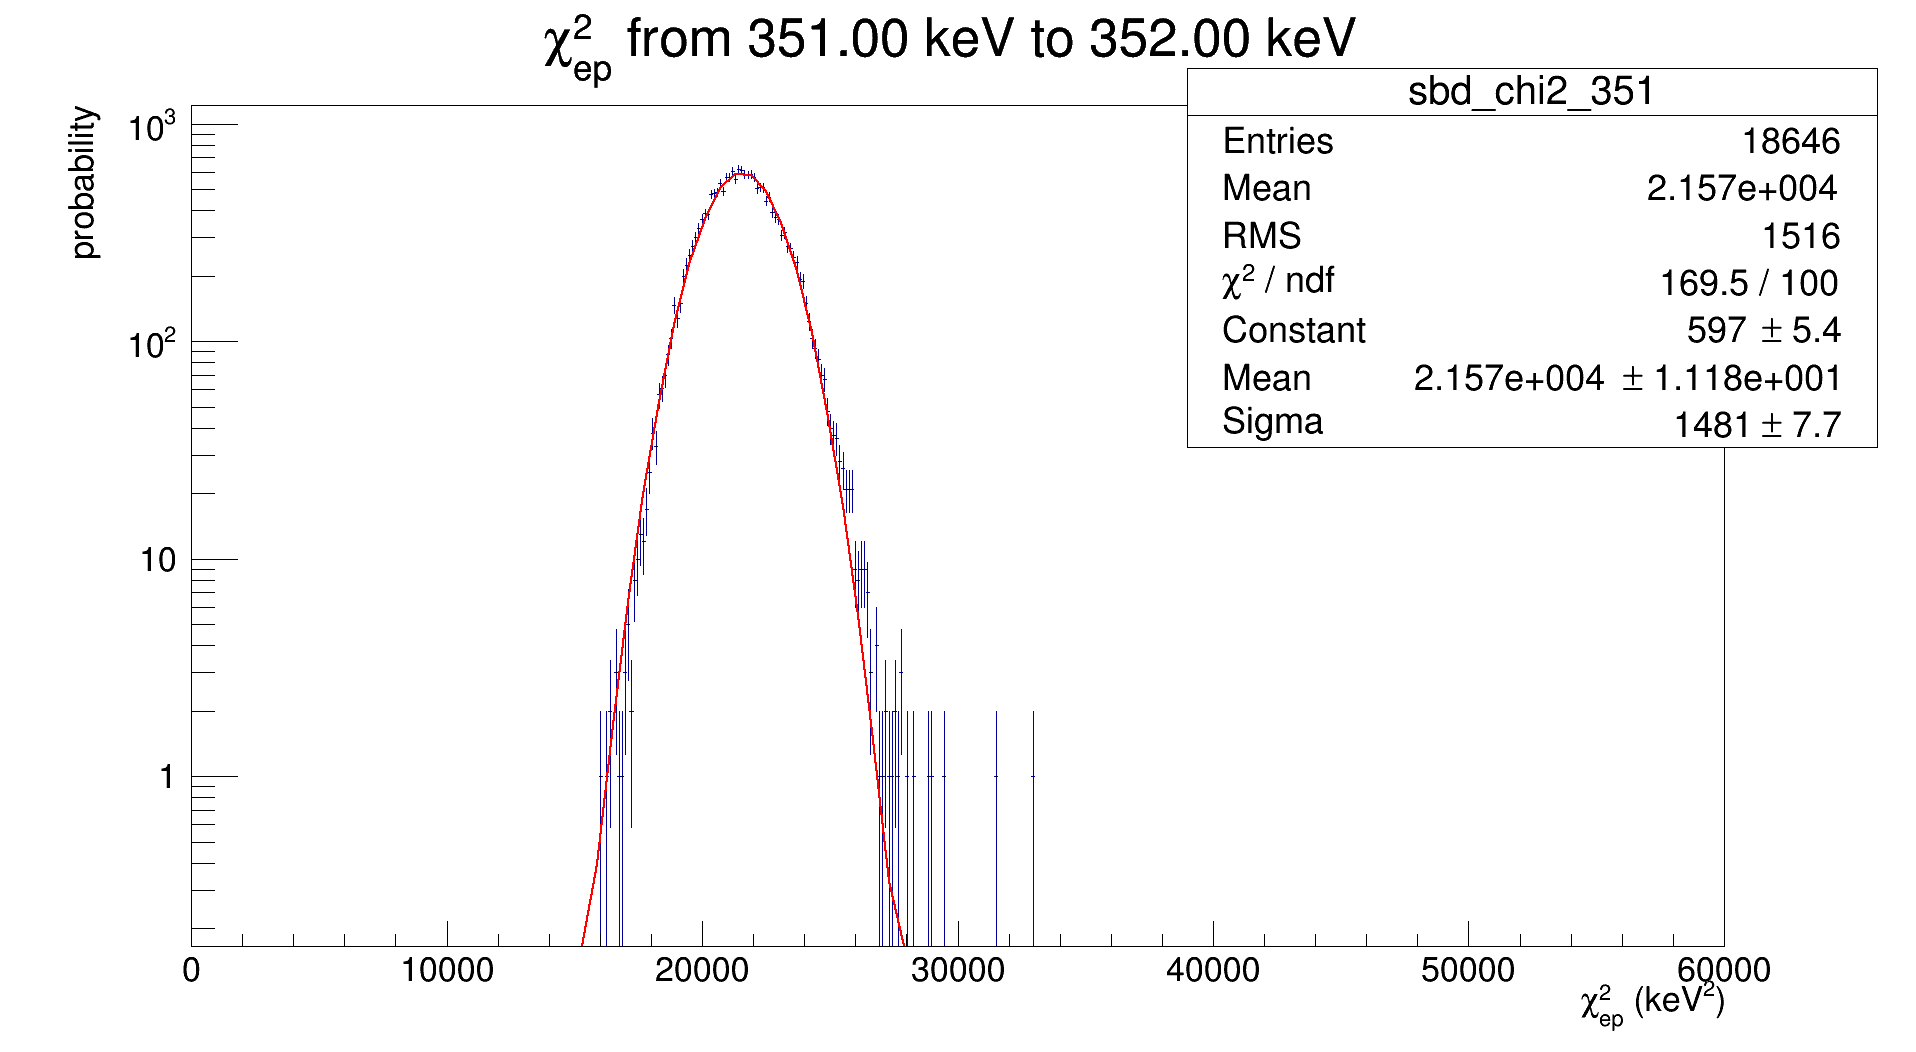 χ²ep from 351.00 keV to 352.00 keV
sbd_chi2_351
Entries 18646
Mean 2.157e+004
RMS 1516
χ² / ndf 169.5 / 100
Constant 597 ± 5.4
Mean 2.157e+004 ± 1.118e+001
Sigma 1481 ± 7.7
probability
10³
10²
10
1
0 10000 20000 30000 40000 50000 60000
χ²ep (keV²)